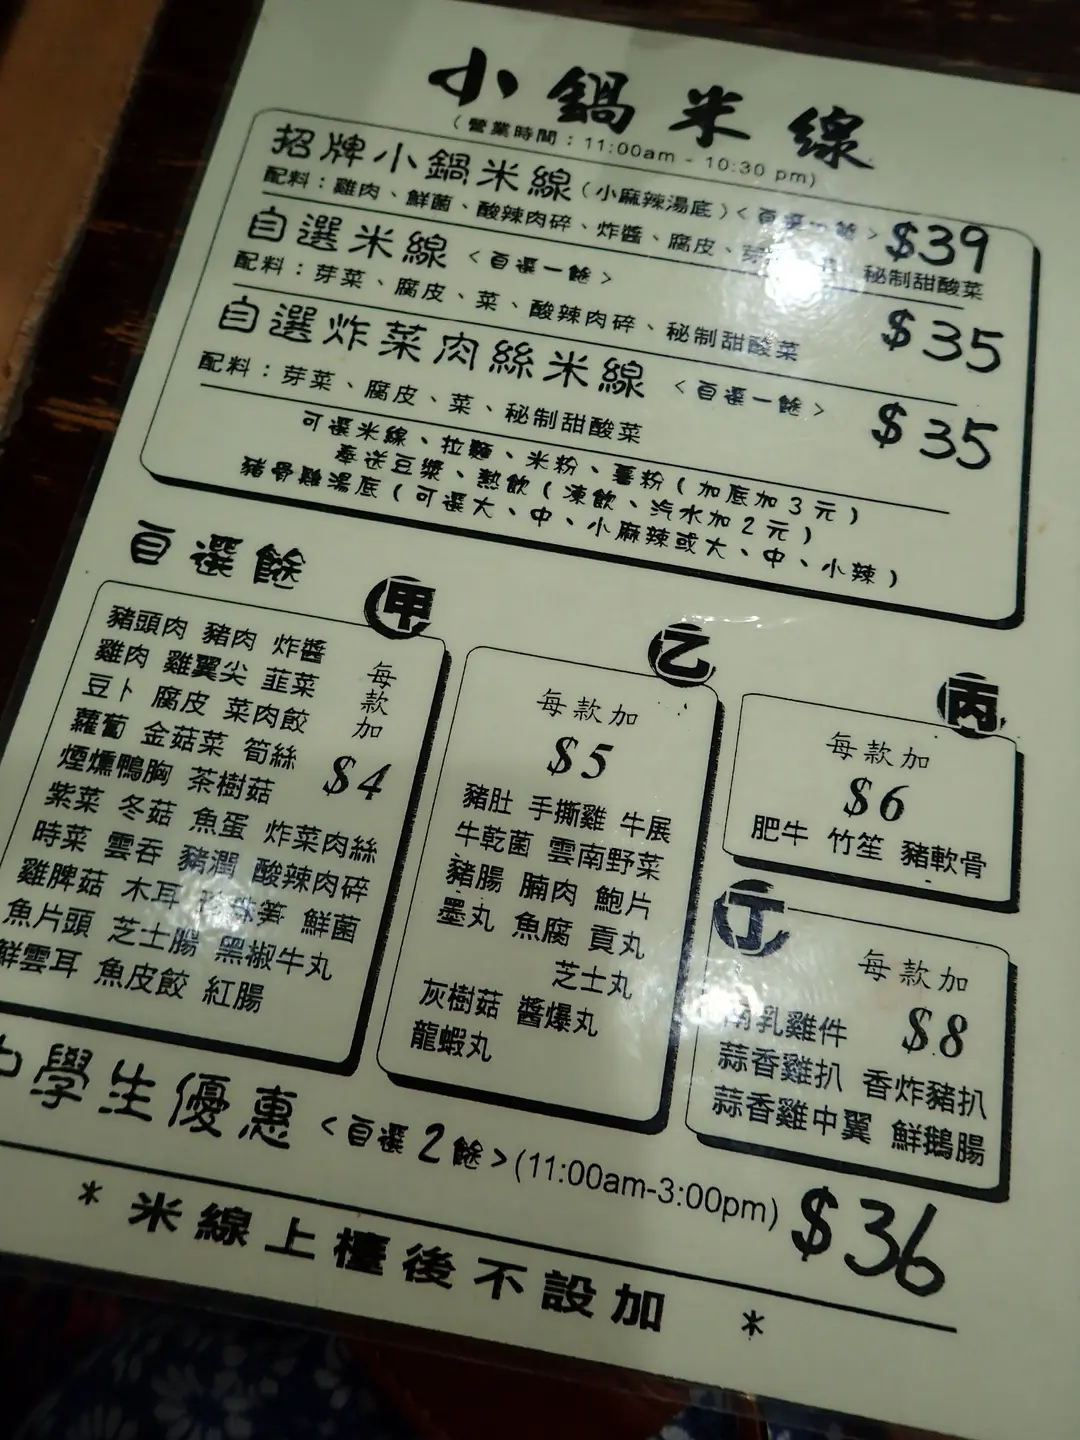 小鍋米線
(營業時間：11:00am - 10:30 pm)
招牌小鍋米線(小麻辣湯底)<自選 餸> $39
配料：雞肉、鮮菌、酸辣肉碎、炸醬、腐皮、 秘制甜酸菜
自選米線 <自選一餸> $35
配料：芽菜、腐皮、菜、酸辣肉碎、秘制甜酸菜
自選炸菜肉絲米線 <自選一餸> $35
配料：芽菜、腐皮、菜、秘制甜酸菜
可選米線、拉麵、米粉、薯粉(加底加3元)
奉送豆漿、熱飲(凍飲、汽水加2元)
豬骨雞湯底(可選大、中、小麻辣或大、中、小辣)
自選餸
甲
每款加
$4
豬頭肉 豬肉 炸醬
雞肉 雞翼尖 韮菜
豆卜 腐皮 菜肉餃
蘿蔔 金菇菜 筍絲
煙燻鴨胸 茶樹菇
紫菜 冬菇 魚蛋 炸菜肉絲
時菜 雲吞 豬潤 酸辣肉碎
雞脾菇 木耳 珍珠笋 鮮菌
魚片頭 芝士腸 黑椒牛丸
鮮雲耳 魚皮餃 紅腸
乙
每款加
$5
豬肚 手撕雞 牛展
牛乾菌 雲南野菜
豬腸 腩肉 鮑片
墨丸 魚腐 貢丸
芝士丸
灰樹菇 醬爆丸
龍蝦丸
丙
每款加
$6
肥牛 竹笙 豬軟骨
丁
每款加
$8
南乳雞件
蒜香雞扒 香炸豬扒
蒜香雞中翼 鮮鵝腸
學生優惠 <自選2餸>(11:00am-3:00pm) $36
* 米線上檯後不設加 *